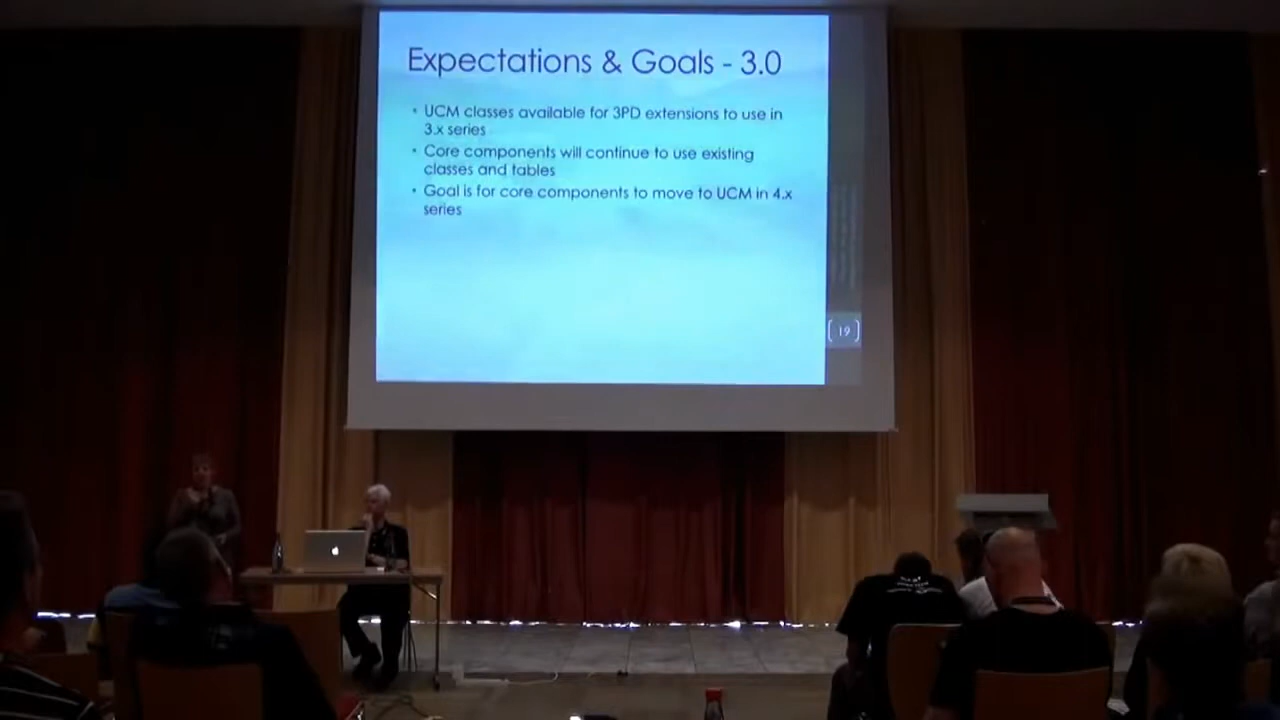 Expectations & Goals - 3.0
• UCM classes available for 3PD extensions to use in
3.x series
• Core components will continue to use existing
classes and tables
• Goal is for core components to move to UCM in 4.x
series
[ 19 ]